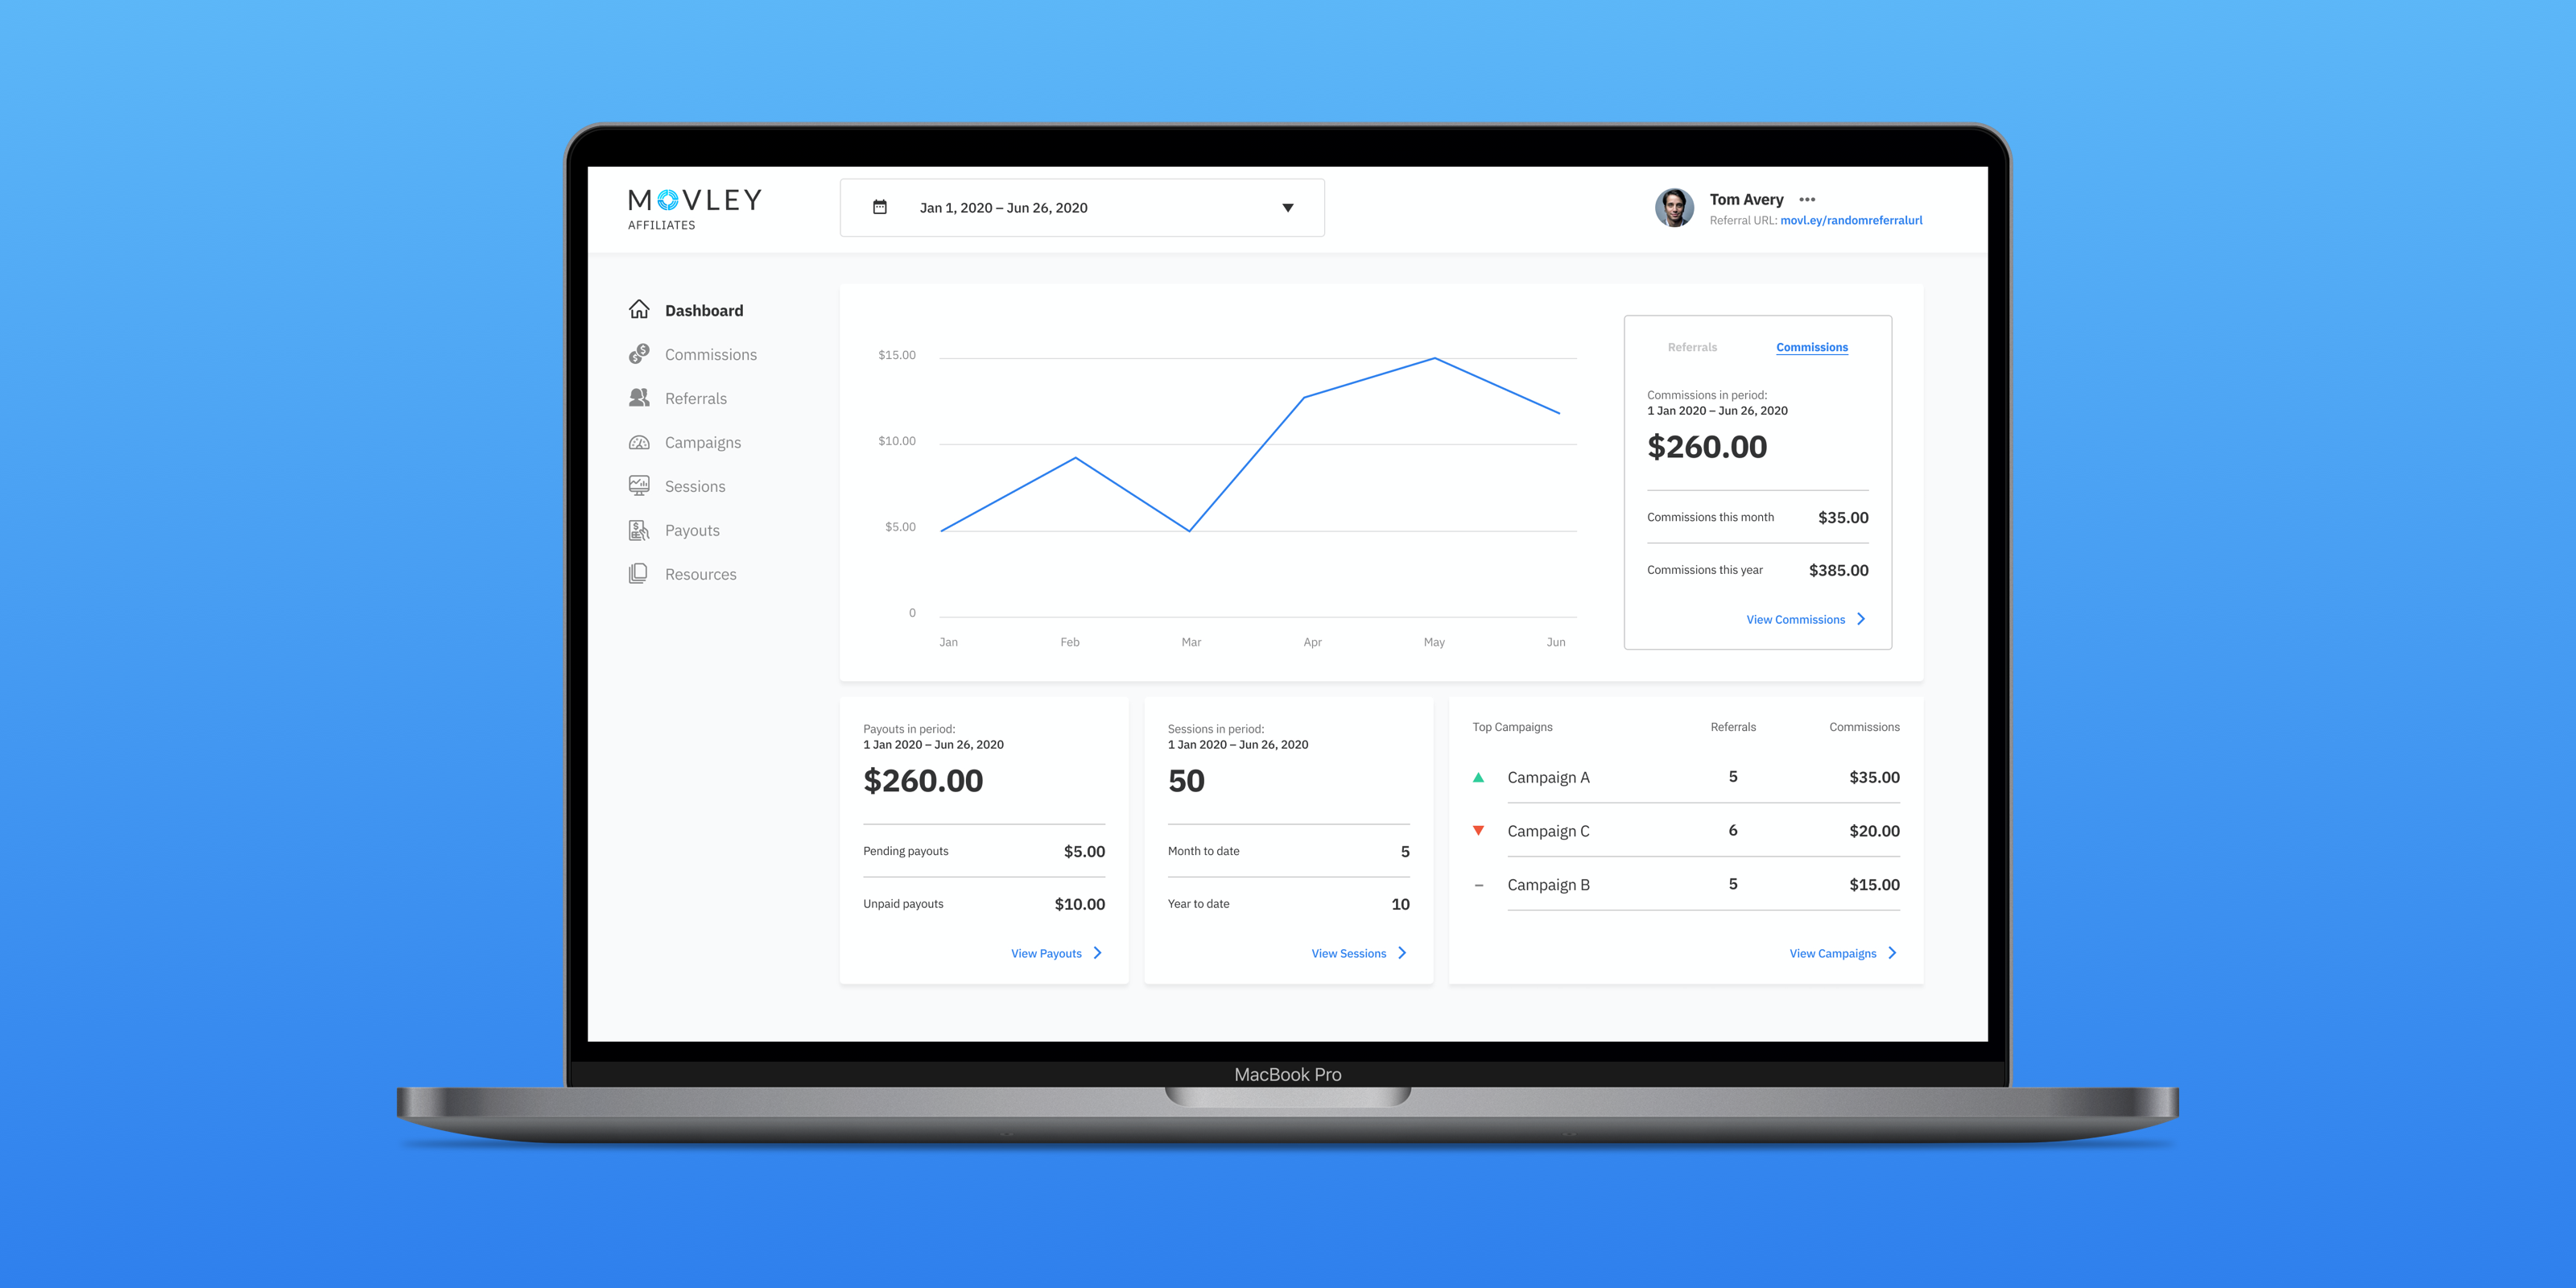 MOVLEY
AFFILIATES
Jan 1, 2020 – Jun 26, 2020
Tom Avery
Referral URL: movl.ey/randomreferralurl
Dashboard
Commissions
Referrals
Campaigns
Sessions
Payouts
Resources
$15.00
$10.00
$5.00
0
Jan Feb Mar Apr May Jun
Referrals Commissions
Commissions in period:
1 Jan 2020 – Jun 26, 2020
$260.00
Commissions this month $35.00
Commissions this year $385.00
View Commissions
Payouts in period:
1 Jan 2020 – Jun 26, 2020
$260.00
Pending payouts $5.00
Unpaid payouts $10.00
View Payouts
Sessions in period:
1 Jan 2020 – Jun 26, 2020
50
Month to date 5
Year to date 10
View Sessions
Top Campaigns Referrals Commissions
Campaign A 5 $35.00
Campaign C 6 $20.00
Campaign B 5 $15.00
View Campaigns
MacBook Pro